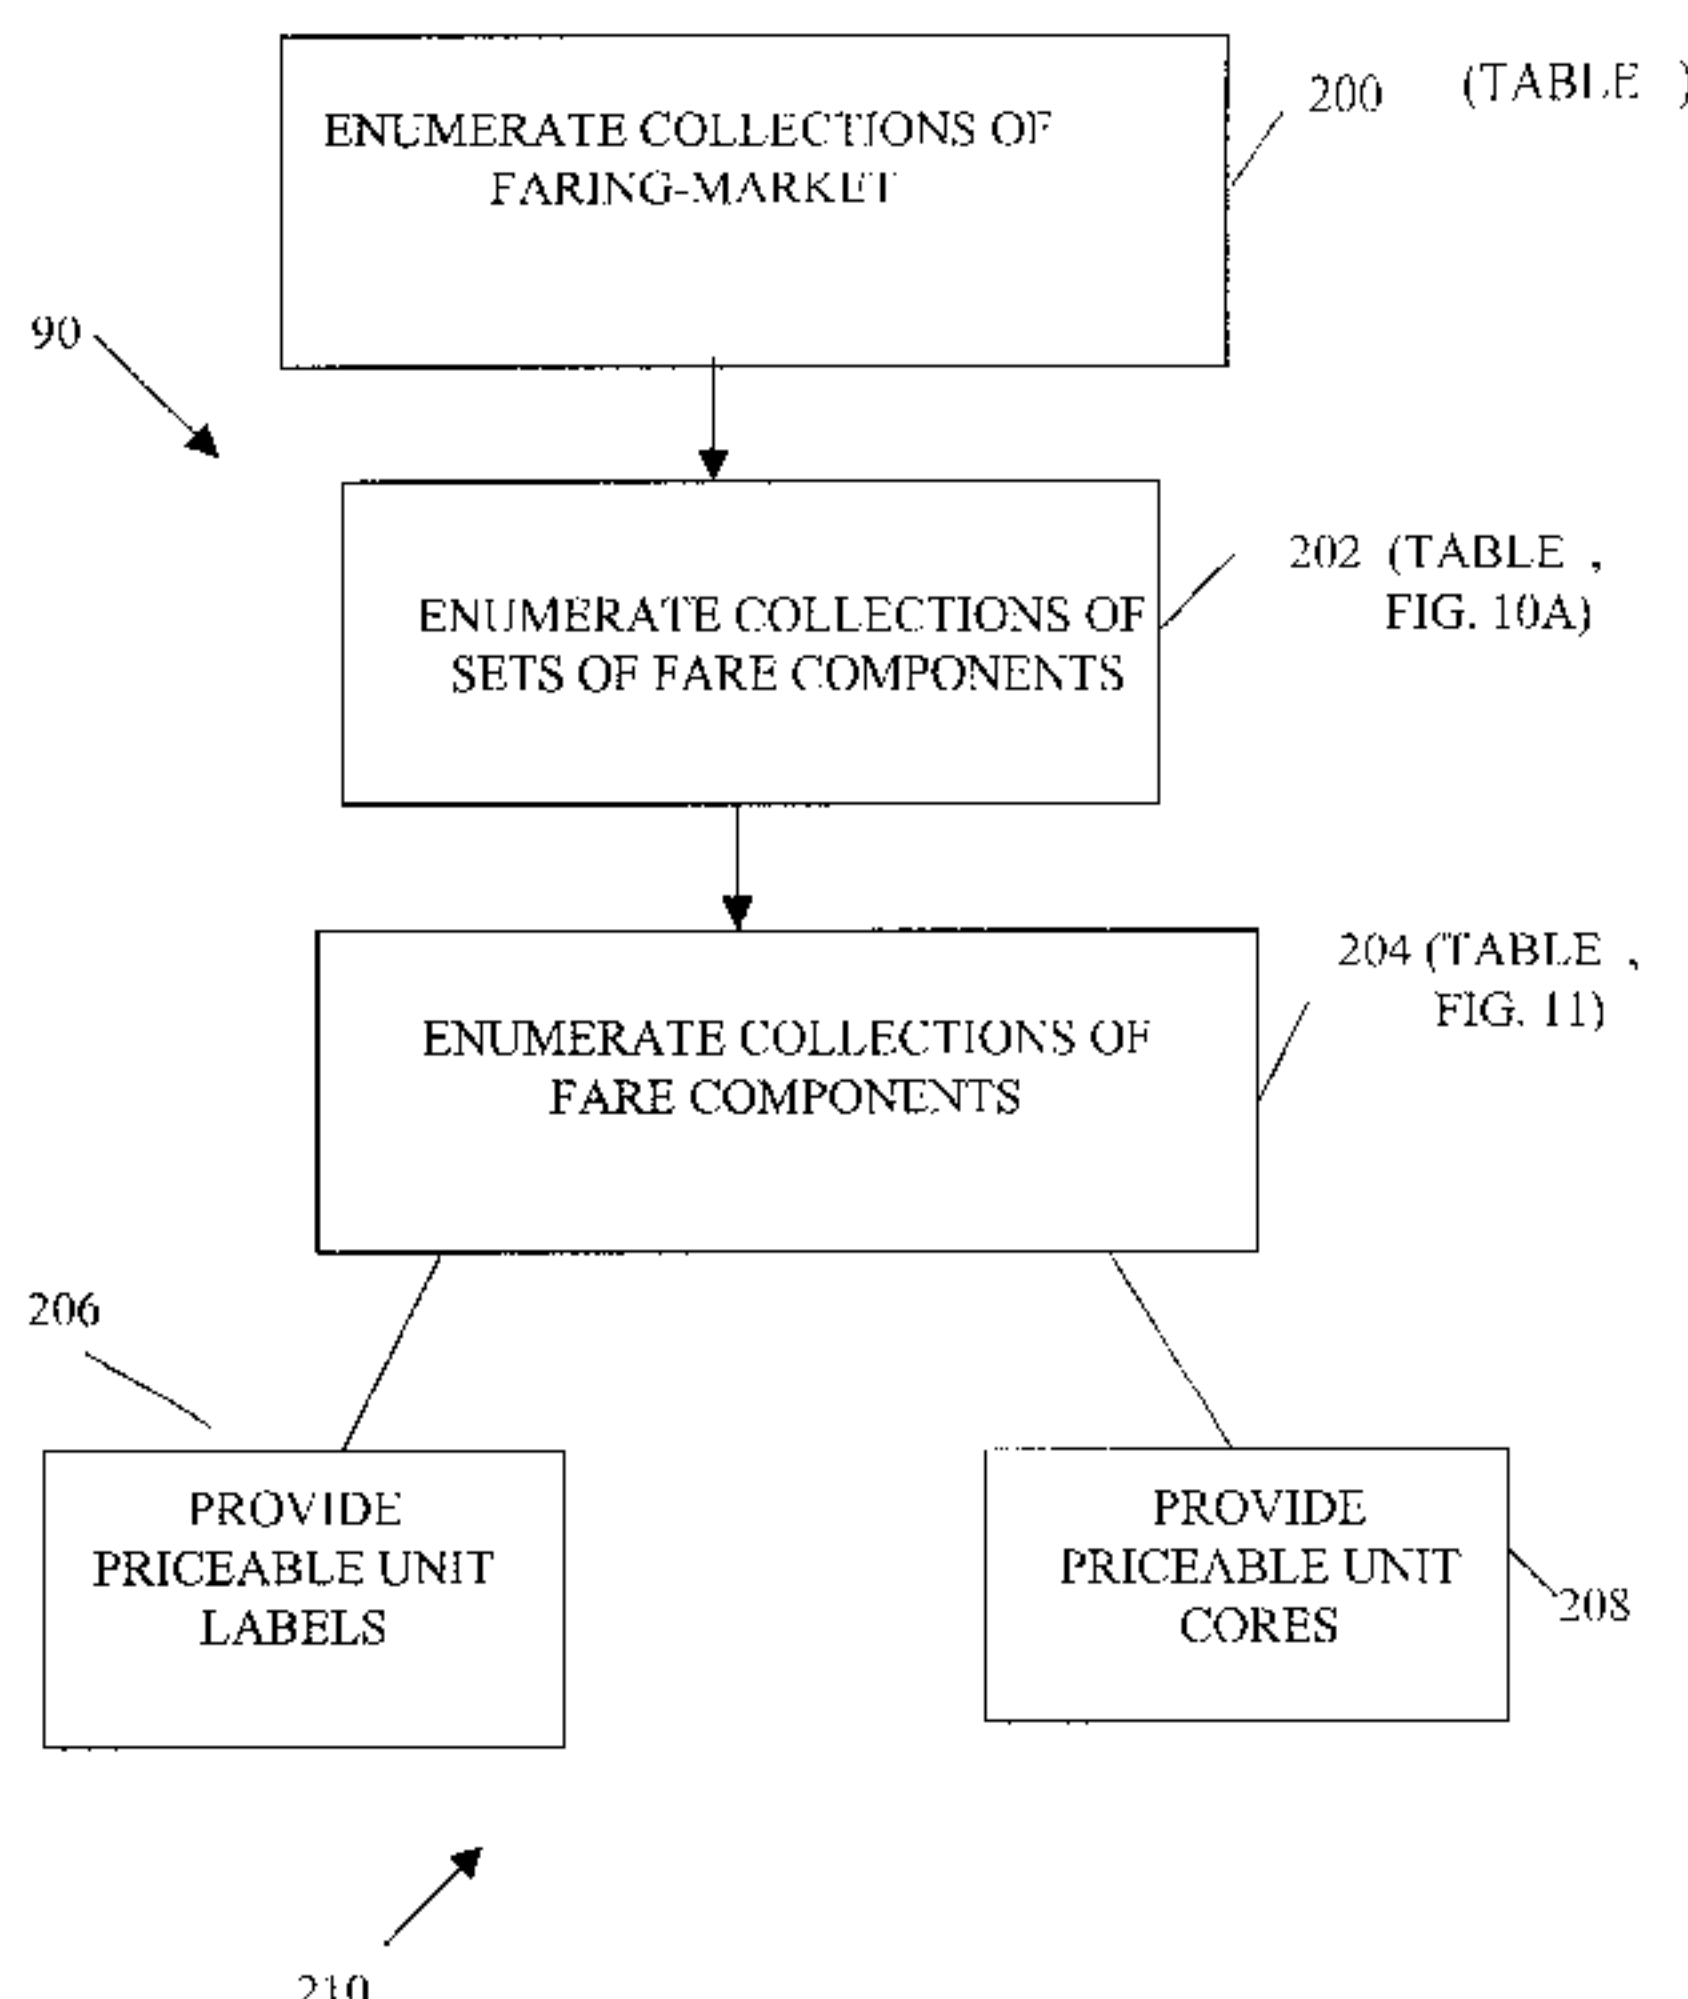 ENUMERATE COLLECTIONS OF
FARING-MARKET
200 (TABLE )
90
ENUMERATE COLLECTIONS OF
SETS OF FARE COMPONENTS
202 (TABLE ,
FIG. 10A)
ENUMERATE COLLECTIONS OF
FARE COMPONENTS
204 (TABLE ,
FIG. 11)
206
PROVIDE
PRICEABLE UNIT
LABELS
PROVIDE
PRICEABLE UNIT
CORES
208
210